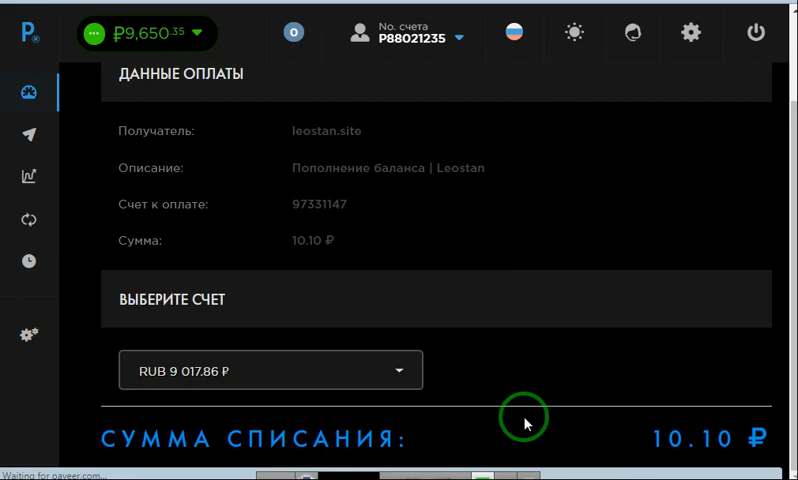 P®
₽9,650.35
0
No. счета
P88021235
ДАННЫЕ ОПЛАТЫ
Получатель: leostan.site
Описание: Пополнение баланса | Leostan
Счет к оплате: 97331147
Сумма: 10.10 ₽
ВЫБЕРИТЕ СЧЕТ
RUB 9 017.86 ₽
СУММА СПИСАНИЯ: 10.10 ₽
Waiting for payeer.com...